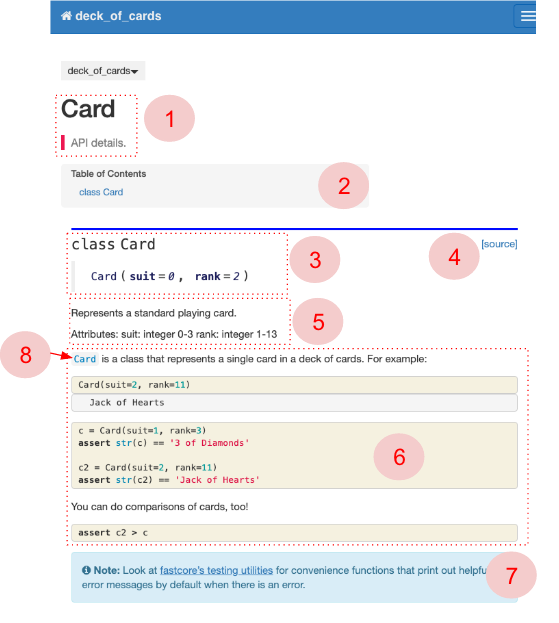 deck_of_cards
deck_of_cards
Card
1
API details.
Table of Contents
2
class Card
class Card
3
4
[source]
Card ( suit = 0 , rank = 2 )
Represents a standard playing card.
5
Attributes: suit: integer 0-3 rank: integer 1-13
8
Card is a class that represents a single card in a deck of cards. For example:
Card(suit=2, rank=11)
Jack of Hearts
c = Card(suit=1, rank=3)
assert str(c) == '3 of Diamonds'
6
c2 = Card(suit=2, rank=11)
assert str(c2) == 'Jack of Hearts'
You can do comparisons of cards, too!
assert c2 > c
Note: Look at fastcore's testing utilities for convenience functions that print out helpfu
7
error messages by default when there is an error.